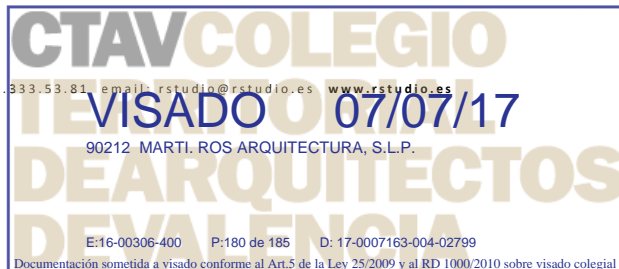 CTAV COLEGIO
.333.53.81 email: rstudio@rstudio.es www.rstudio.es
TERRITORIAL
VISADO 07/07/17
90212 MARTI. ROS ARQUITECTURA, S.L.P.
DE ARQUITECTOS
DE VALENCIA
E:16-00306-400 P:180 de 185 D: 17-0007163-004-02799
Documentación sometida a visado conforme al Art.5 de la Ley 25/2009 y al RD 1000/2010 sobre visado colegial